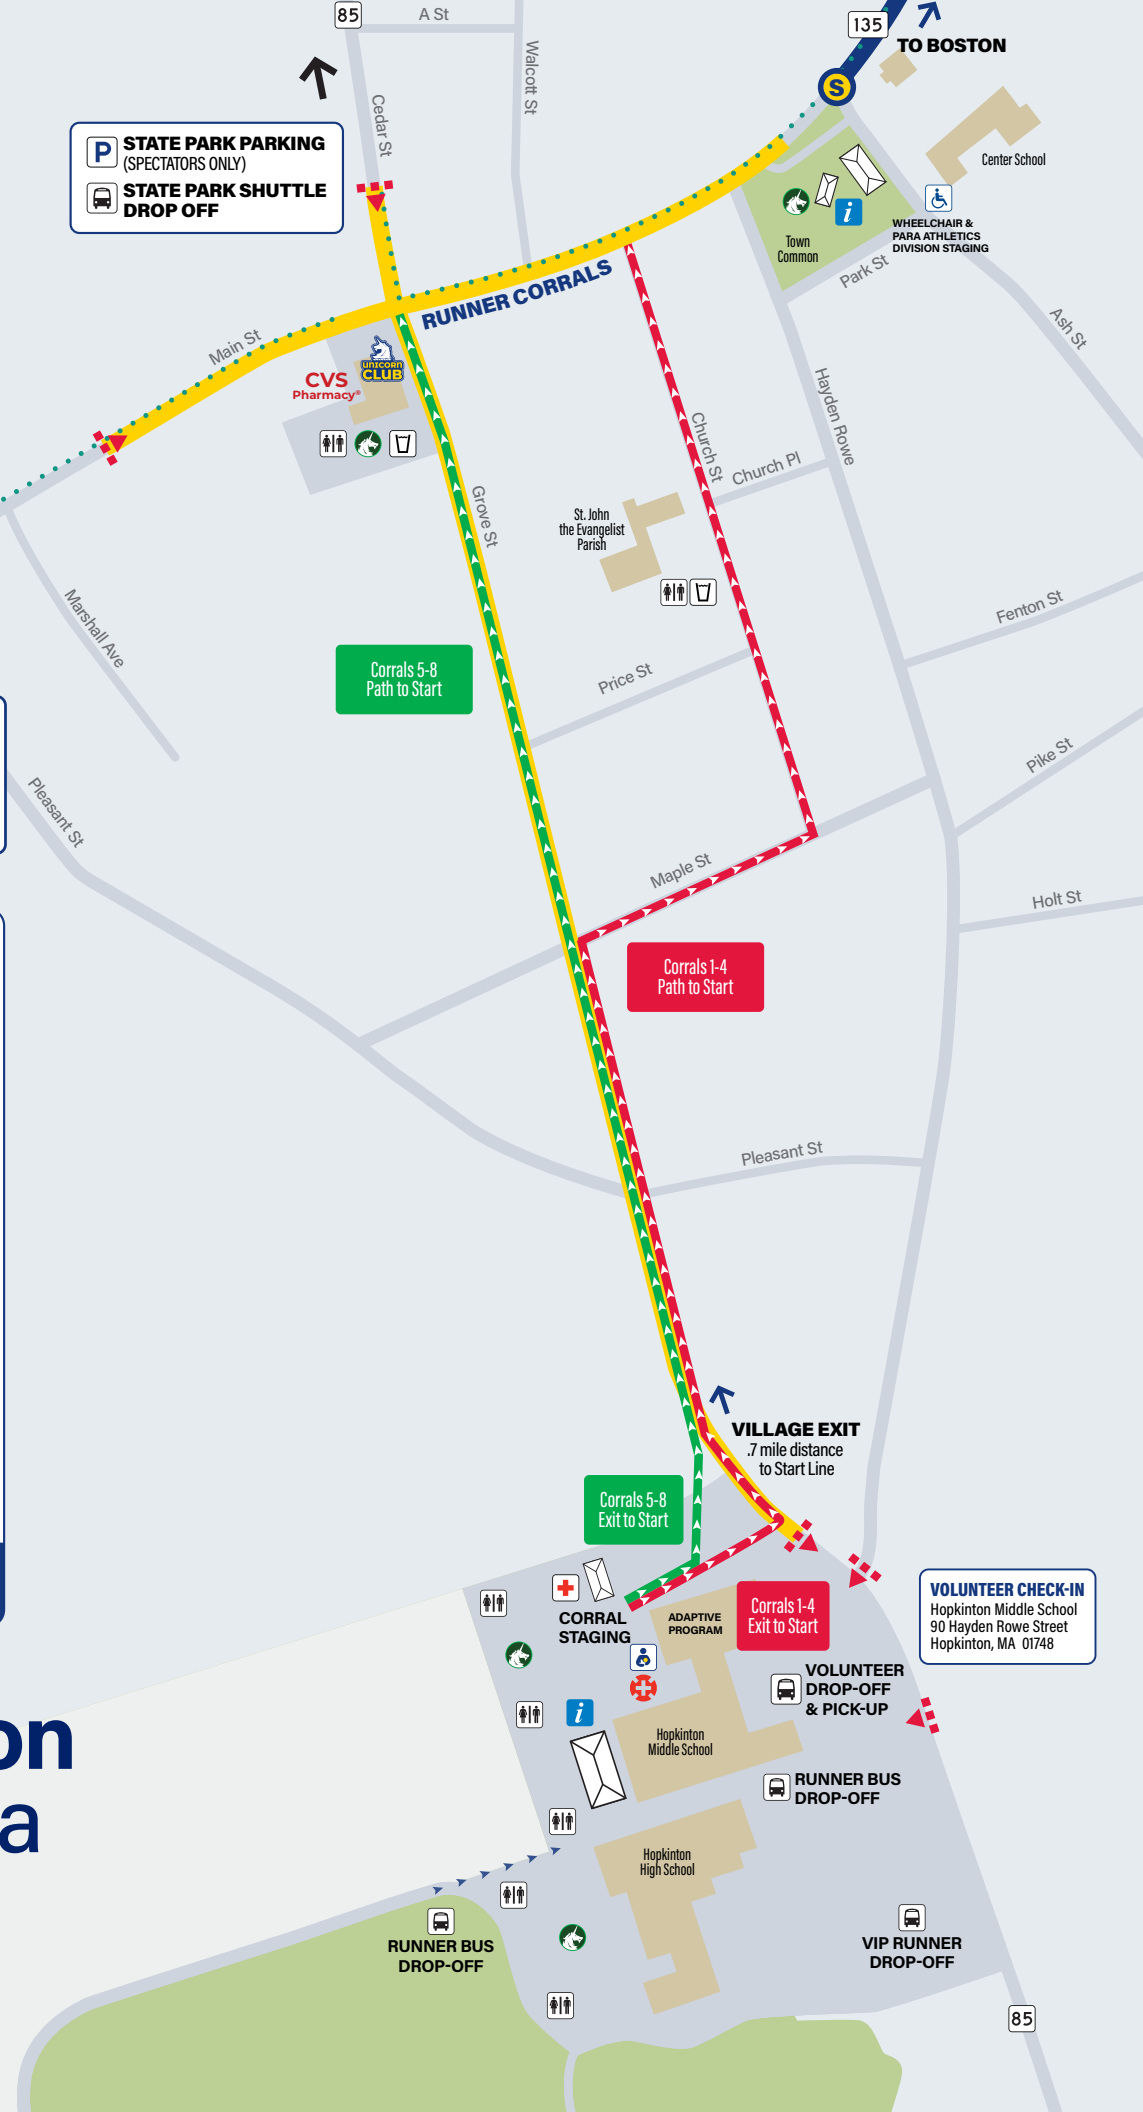 85
A St
Walcott St
135
TO BOSTON
S
Cedar St
P STATE PARK PARKING
(SPECTATORS ONLY)
STATE PARK SHUTTLE
DROP OFF
Center School
i
Town
Common
WHEELCHAIR &
PARA ATHLETICS
DIVISION STAGING
Park St
Ash St
RUNNER CORRALS
Main St
UNICORN
CLUB
CVS
Pharmacy®
Hayden Rowe
Church St
Church Pl
Grove St
St. John
the Evangelist
Parish
Marshall Ave
Fenton St
Corrals 5-8
Path to Start
Price St
Pike St
Pleasant St
Maple St
Holt St
Corrals 1-4
Path to Start
Pleasant St
VILLAGE EXIT
.7 mile distance
to Start Line
Corrals 5-8
Exit to Start
CORRAL
STAGING
ADAPTIVE
PROGRAM
Corrals 1-4
Exit to Start
VOLUNTEER CHECK-IN
Hopkinton Middle School
90 Hayden Rowe Street
Hopkinton, MA 01748
VOLUNTEER
DROP-OFF
& PICK-UP
i
on
Hopkinton
Middle School
RUNNER BUS
DROP-OFF
a
Hopkinton
High School
RUNNER BUS
DROP-OFF
VIP RUNNER
DROP-OFF
85